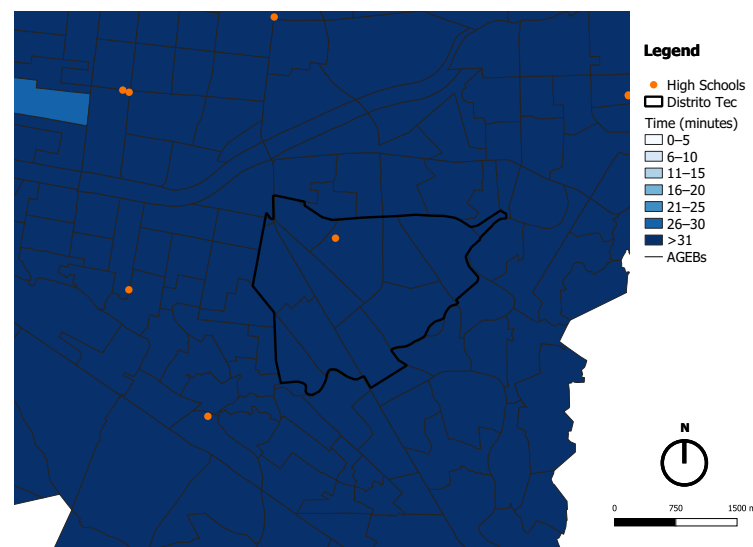 Legend
High Schools
Distrito Tec
Time (minutes)
0–5
6–10
11–15
16–20
21–25
26–30
>31
AGEBs
N
0 750 1500 m